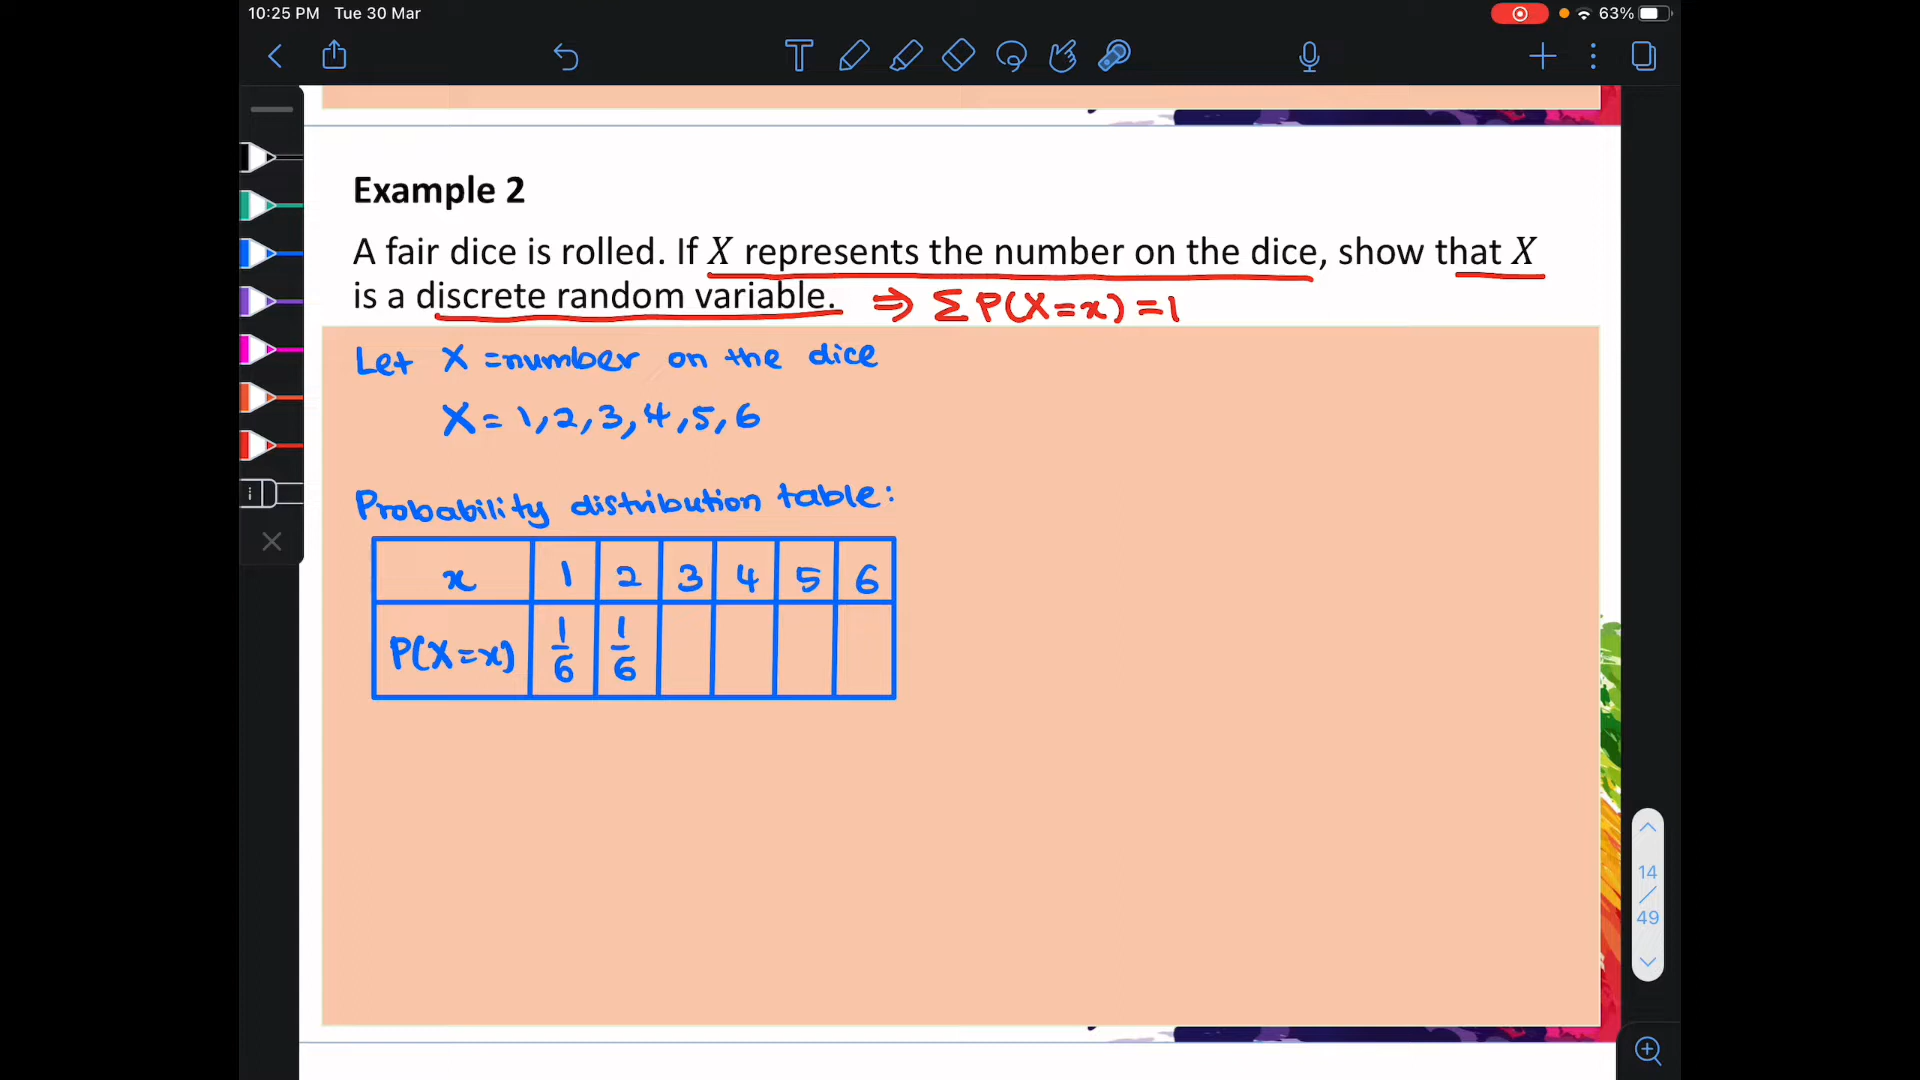 10:25 PM Tue 30 Mar
63%
Example 2
A fair dice is rolled. If X represents the number on the dice, show that X
is a discrete random variable. ⇒ Σ P(X=x) = 1
Let X = number on the dice
X = 1, 2, 3, 4, 5, 6
Probability distribution table:
x 1 2 3 4 5 6
P(X=x) 1/6 1/6
14
/
49